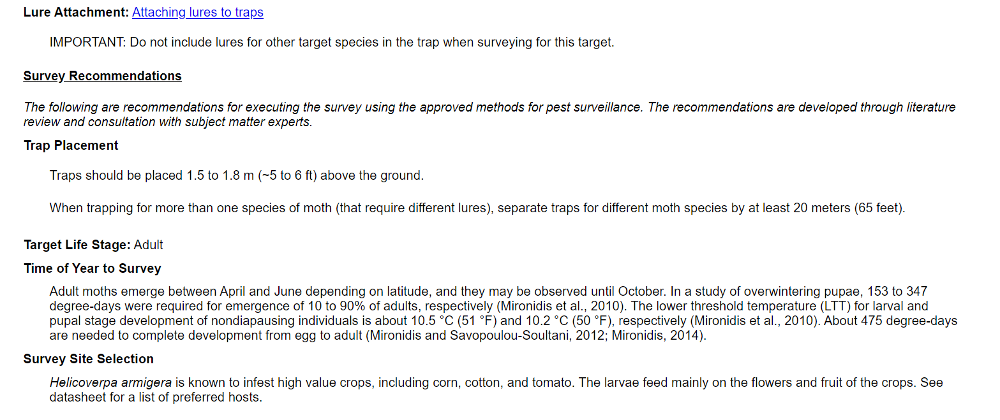 Lure Attachment: Attaching lures to traps
IMPORTANT: Do not include lures for other target species in the trap when surveying for this target.
Survey Recommendations
The following are recommendations for executing the survey using the approved methods for pest surveillance. The recommendations are developed through literature
review and consultation with subject matter experts.
Trap Placement
Traps should be placed 1.5 to 1.8 m (~5 to 6 ft) above the ground.
When trapping for more than one species of moth (that require different lures), separate traps for different moth species by at least 20 meters (65 feet).
Target Life Stage: Adult
Time of Year to Survey
Adult moths emerge between April and June depending on latitude, and they may be observed until October. In a study of overwintering pupae, 153 to 347
degree-days were required for emergence of 10 to 90% of adults, respectively (Mironidis et al., 2010). The lower threshold temperature (LTT) for larval and
pupal stage development of nondiapausing individuals is about 10.5 °C (51 °F) and 10.2 °C (50 °F), respectively (Mironidis et al., 2010). About 475 degree-days
are needed to complete development from egg to adult (Mironidis and Savopoulou-Soultani, 2012; Mironidis, 2014).
Survey Site Selection
Helicoverpa armigera is known to infest high value crops, including corn, cotton, and tomato. The larvae feed mainly on the flowers and fruit of the crops. See
datasheet for a list of preferred hosts.